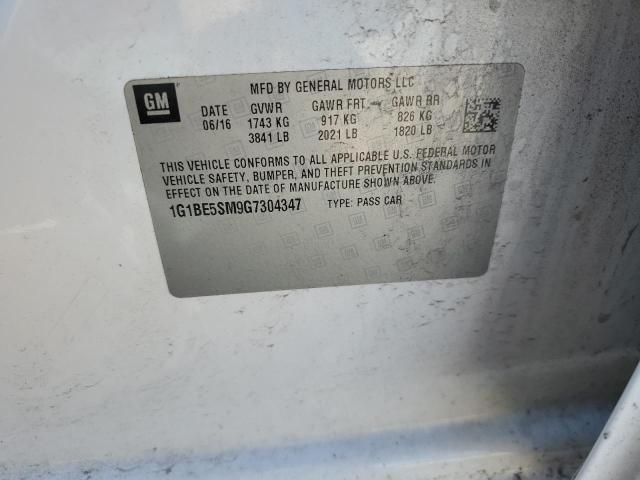 GM
MFD BY GENERAL MOTORS LLC
DATE GVWR GAWR FRT. GAWR RR
06/16 1743 KG 917 KG 826 KG
3841 LB 2021 LB 1820 LB
THIS VEHICLE CONFORMS TO ALL APPLICABLE U.S. FEDERAL MOTOR
VEHICLE SAFETY, BUMPER, AND THEFT PREVENTION STANDARDS IN
EFFECT ON THE DATE OF MANUFACTURE SHOWN ABOVE.
1G1BE5SM9G7304347 TYPE: PASS CAR